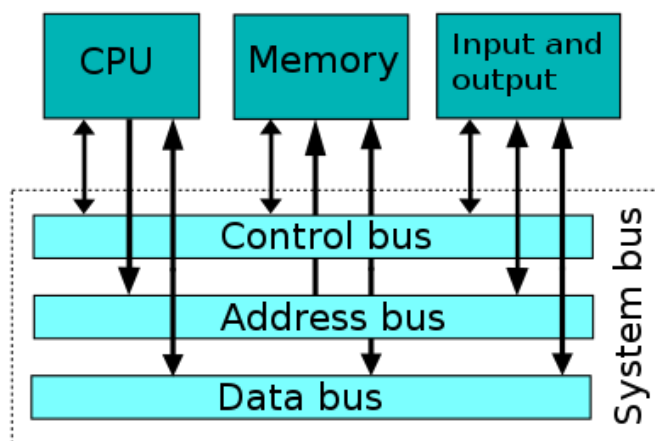 CPU
Memory
Input and
output
Control bus
Address bus
Data bus
System bus